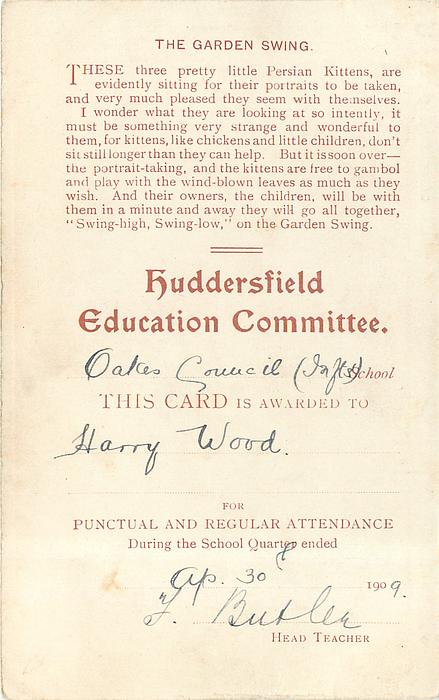 THE GARDEN SWING.
THESE three pretty little Persian Kittens, are
evidently sitting for their portraits to be taken,
and very much pleased they seem with themselves.
I wonder what they are looking at so intently, it
must be something very strange and wonderful to
them, for kittens, like chickens and little children, don't
sit still longer than they can help. But it is soon over—
the portrait-taking, and the kittens are free to gambol
and play with the wind-blown leaves as much as they
wish. And their owners, the children, will be with
them in a minute and away they will go all together,
"Swing-high, Swing-low," on the Garden Swing.
Huddersfield
Education Committee.
Oakes Council (Infts) School
THIS CARD IS AWARDED TO
Harry Wood.
FOR
PUNCTUAL AND REGULAR ATTENDANCE
During the School Quarter ended
Ap. 30 1909.
F. Butler
HEAD TEACHER